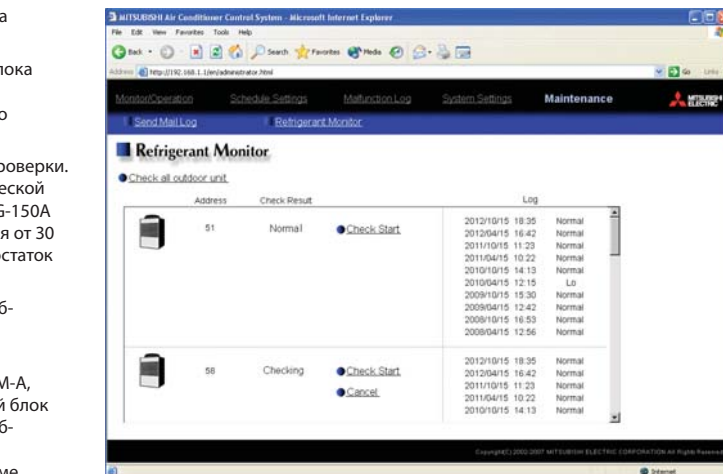 а
лока
о
роверки.
еской
G-150A
я от 30
остаток
б-
M-A,
й блок
б-
ме
MITSUBISHI Air Conditioner Control System - Microsoft Internet Explorer
File Edit View Favorites Tools Help
Back Search Favorites Media
Address http://192.168.1.1/en/administrator.html Go Links
Monitor/Operation Schedule Settings Malfunction Log System Settings Maintenance MITSUBISHI ELECTRIC
Send Mail Log Refrigerant Monitor
Refrigerant Monitor
Check all outdoor unit
Address Check Result Log
51 Normal Check Start
2012/10/15 18:35 Normal
2012/04/15 16:42 Normal
2011/10/15 11:23 Normal
2011/04/15 10:22 Normal
2010/10/15 14:13 Normal
2010/04/15 12:15 Lo
2009/10/15 15:30 Normal
2009/04/15 12:42 Normal
2008/10/15 16:53 Normal
2008/04/15 12:56 Normal
58 Checking Check Start
Cancel
2012/10/15 18:35 Normal
2012/04/15 16:42 Normal
2011/10/15 11:23 Normal
2011/04/15 10:22 Normal
2010/10/15 14:13 Normal
Copyright(C) 2002-2007 MITSUBISHI ELECTRIC CORPORATION All Rights Reserved
Internet